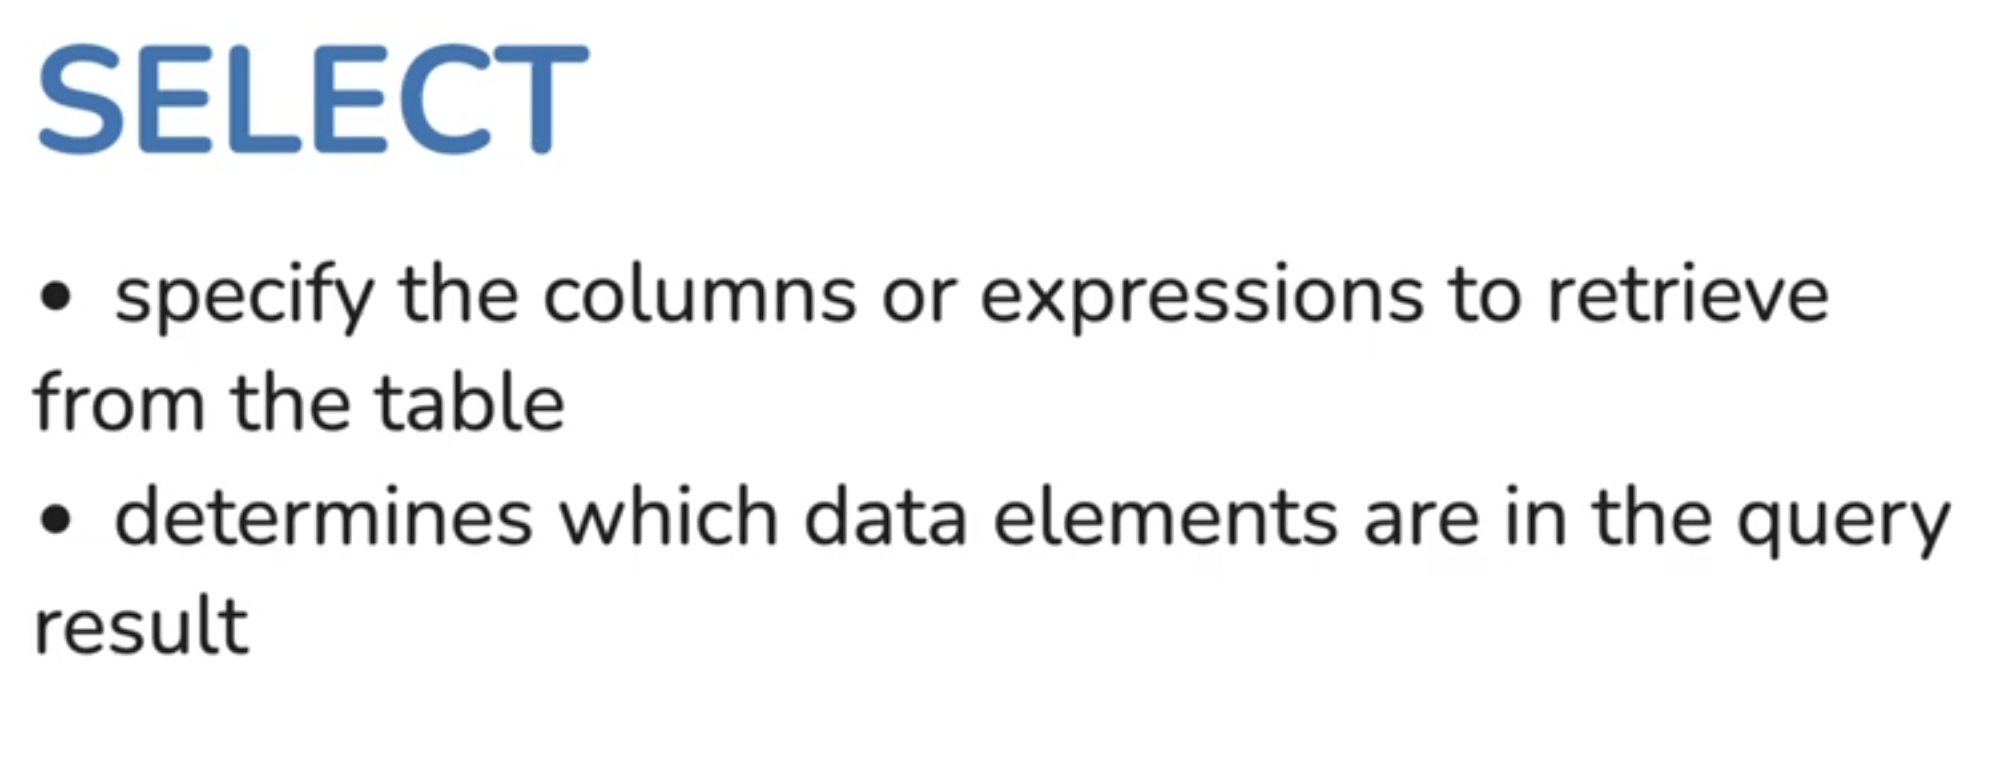 SELECT
• specify the columns or expressions to retrieve
from the table
• determines which data elements are in the query
result